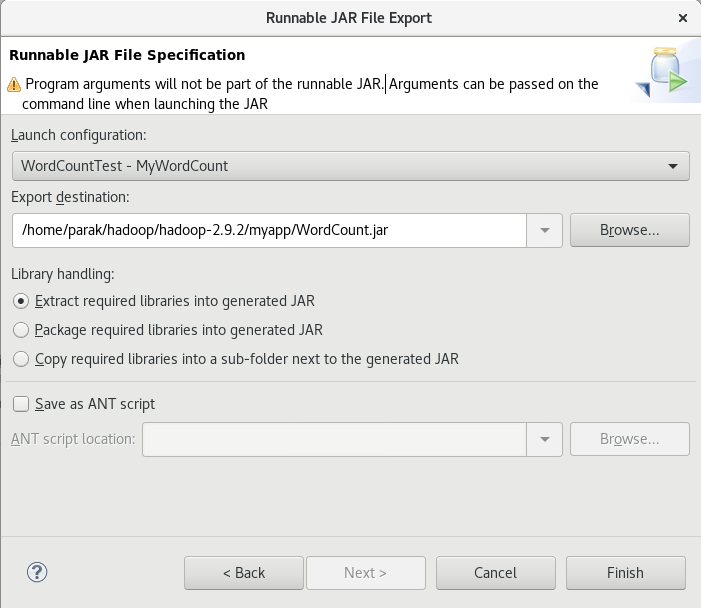 Runnable JAR File Export
Runnable JAR File Specification
Program arguments will not be part of the runnable JAR. Arguments can be passed on the
command line when launching the JAR
Launch configuration:
WordCountTest - MyWordCount
Export destination:
/home/parak/hadoop/hadoop-2.9.2/myapp/WordCount.jar
Browse...
Library handling:
Extract required libraries into generated JAR
Package required libraries into generated JAR
Copy required libraries into a sub-folder next to the generated JAR
Save as ANT script
ANT script location:
Browse...
< Back
Next >
Cancel
Finish